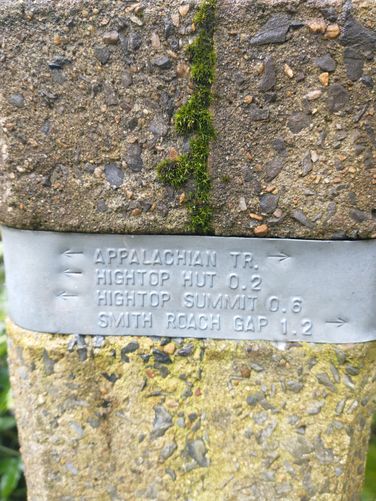 ← APPALACHIAN TR. →
← HIGHTOP HUT 0.2
← HIGHTOP SUMMIT 0.6
SMITH ROACH GAP 1.2 →